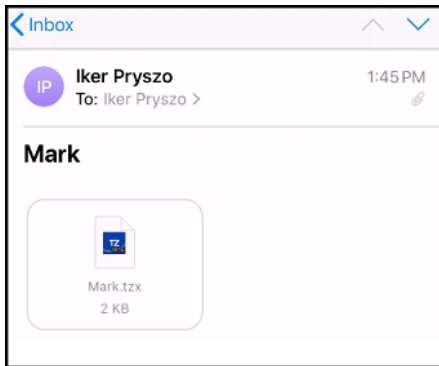 Inbox
IP
Iker Pryszo
1:45 PM
To: Iker Pryszo >
Mark
TZ
Mark.tzx
2 KB